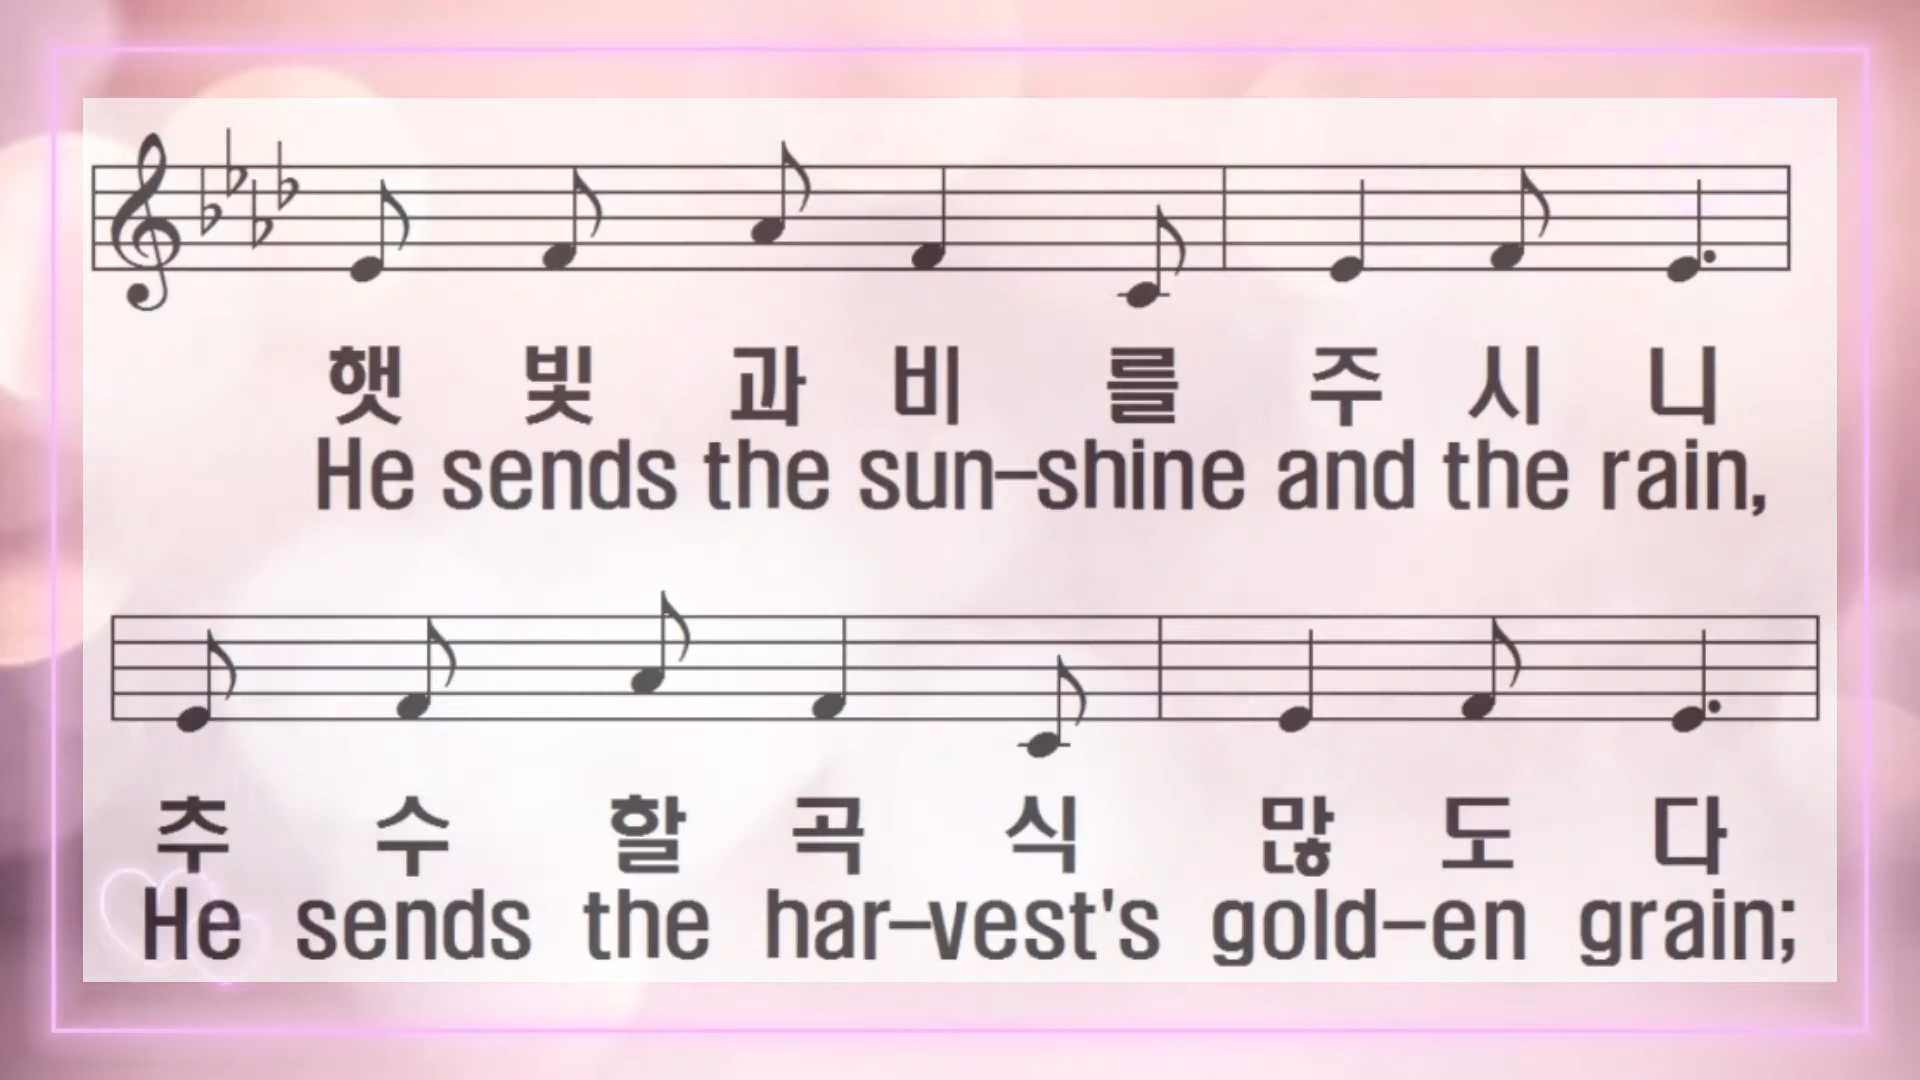 햇 빛 과 비 를 주 시 니
He sends the sun-shine and the rain,
추 수 할 곡 식 많 도 다
He sends the har-vest's gold-en grain;